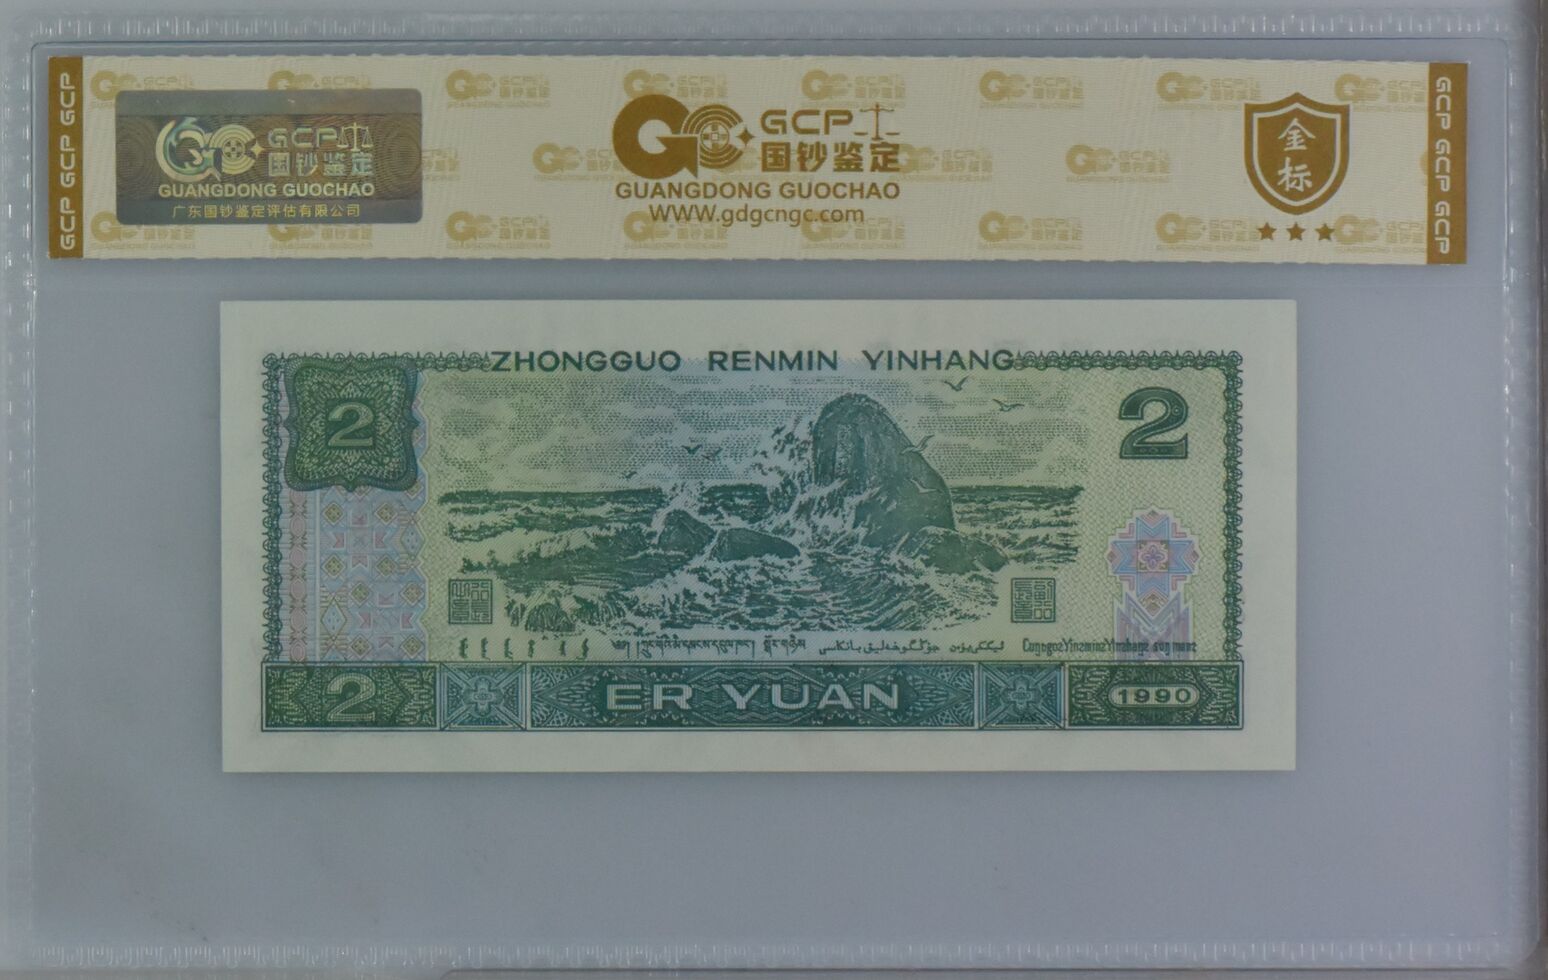 GCP GCP GCP
GCP
国钞鉴定
GUANGDONG GUOCHAO
广东国钞鉴定评估有限公司
GCP
国钞鉴定
GUANGDONG GUOCHAO
WWW.gdgcngc.com
金标
GCP GCP GCP
ZHONGGUO RENMIN YINHANG
2
2
2
ER YUAN
1990